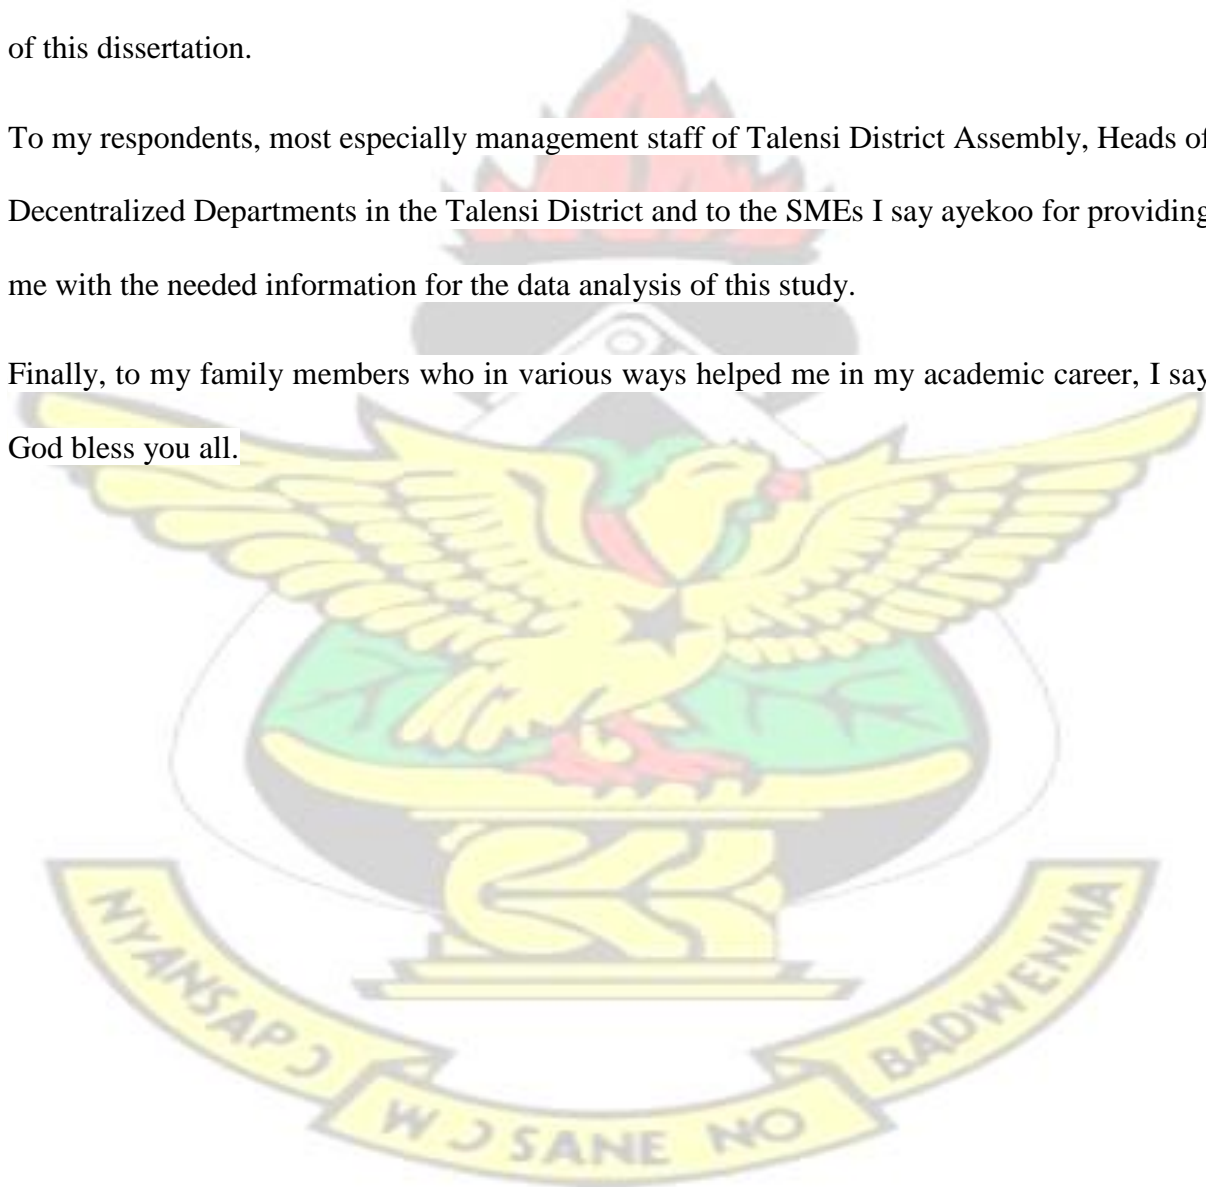 of this dissertation.
To my respondents, most especially management staff of Talensi District Assembly, Heads of
Decentralized Departments in the Talensi District and to the SMEs I say ayekoo for providing
me with the needed information for the data analysis of this study.
Finally, to my family members who in various ways helped me in my academic career, I say
God bless you all.
NYANSAPƆ
WƆSANE NO
BADWENMA